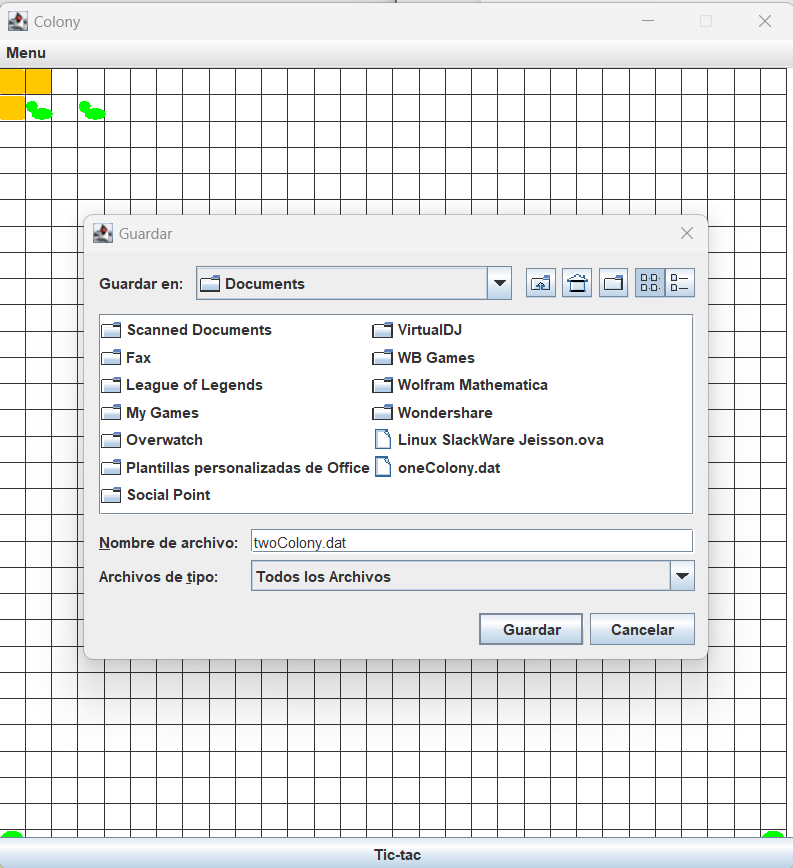 Colony
Menu
Guardar
Guardar en: Documents
Scanned Documents
Fax
League of Legends
My Games
Overwatch
Plantillas personalizadas de Office
Social Point
VirtualDJ
WB Games
Wolfram Mathematica
Wondershare
Linux SlackWare Jeisson.ova
oneColony.dat
Nombre de archivo: twoColony.dat
Archivos de tipo: Todos los Archivos
Guardar Cancelar
Tic-tac